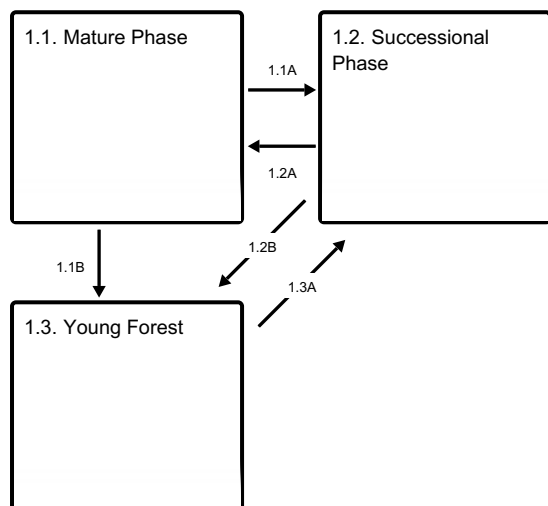 1.1. Mature Phase
1.2. Successional
Phase
1.1A
1.2A
1.1B
1.2B
1.3A
1.3. Young Forest